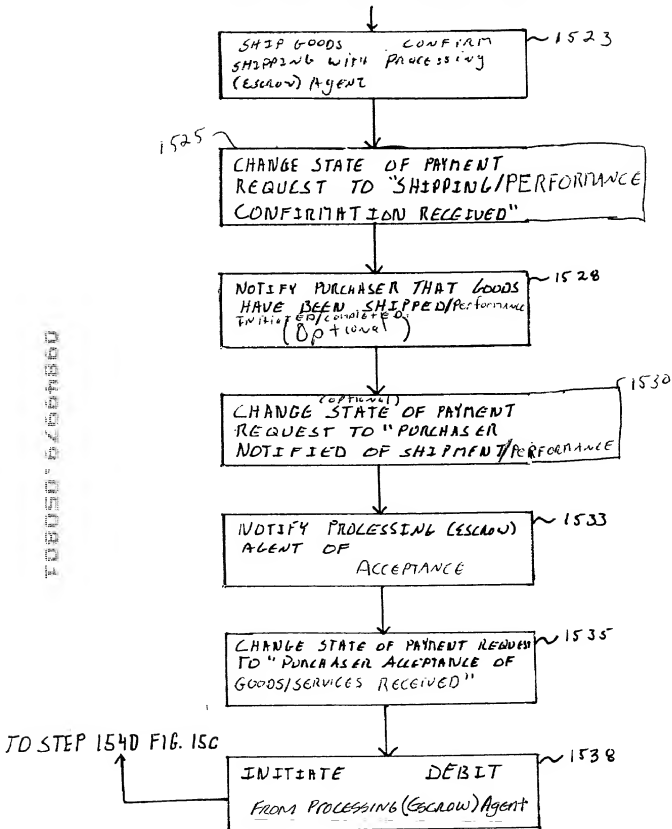 SHIP GOODS CONFIRM
SHIPPING WITH PROCESSING
(ESCROW) AGENT
1523
1525
CHANGE STATE OF PAYMENT
REQUEST TO "SHIPPING/PERFORMANCE
CONFIRMATION RECEIVED"
NOTIFY PURCHASER THAT GOODS
HAVE BEEN SHIPPED/Performance
INITIATED/COMPLETED.
(Optional)
1528
(OPTIONAL)
CHANGE STATE OF PAYMENT
REQUEST TO "PURCHASER
NOTIFIED OF SHIPMENT/PERFORMANCE
1530
NOTIFY PROCESSING (ESCROW)
AGENT OF
ACCEPTANCE
1533
CHANGE STATE OF PAYMENT REQUEST
TO "PURCHASER ACCEPTANCE OF
GOODS/SERVICES RECEIVED"
1535
TO STEP 1540 FIG. 15C
INITIATE DEBIT
FROM PROCESSING (ESCROW) Agent
1538